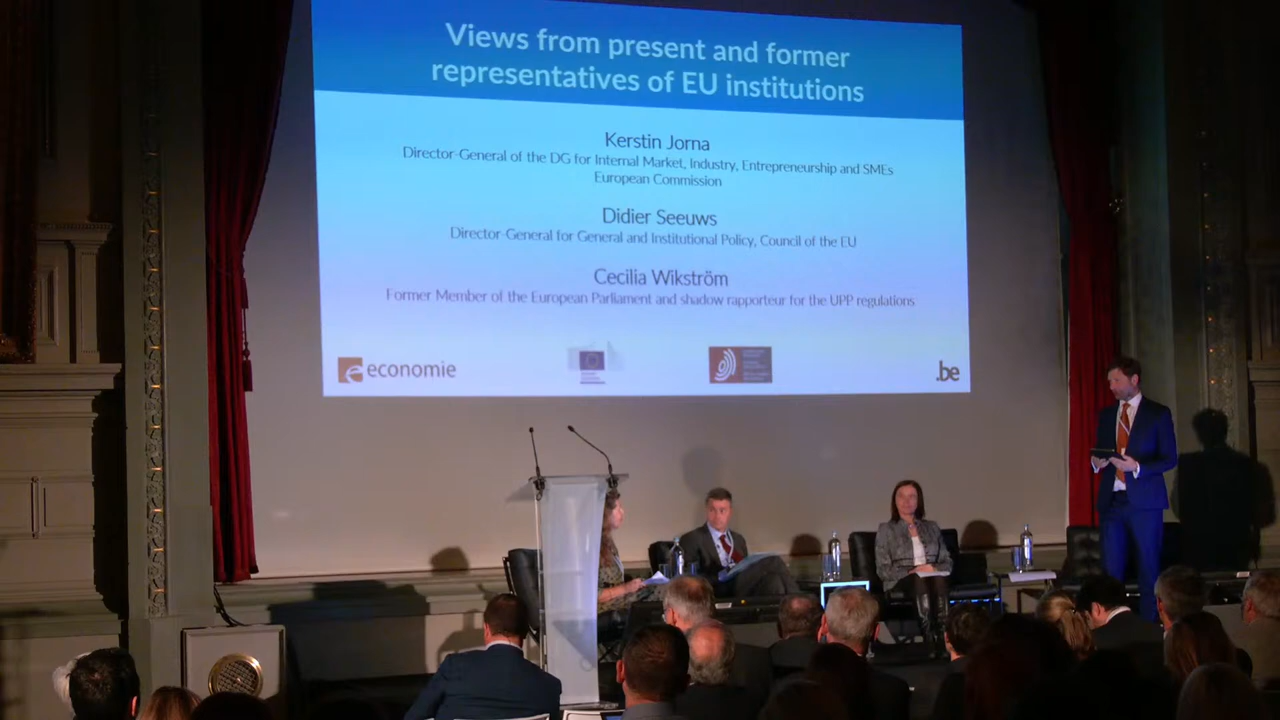 Views from present and former
representatives of EU institutions
Kerstin Jorna
Director-General of the DG for Internal Market, Industry, Entrepreneurship and SMEs
European Commission
Didier Seeuws
Director-General for General and Institutional Policy, Council of the EU
Cecilia Wikström
Former Member of the European Parliament and shadow rapporteur for the UPP regulations
economie
.be